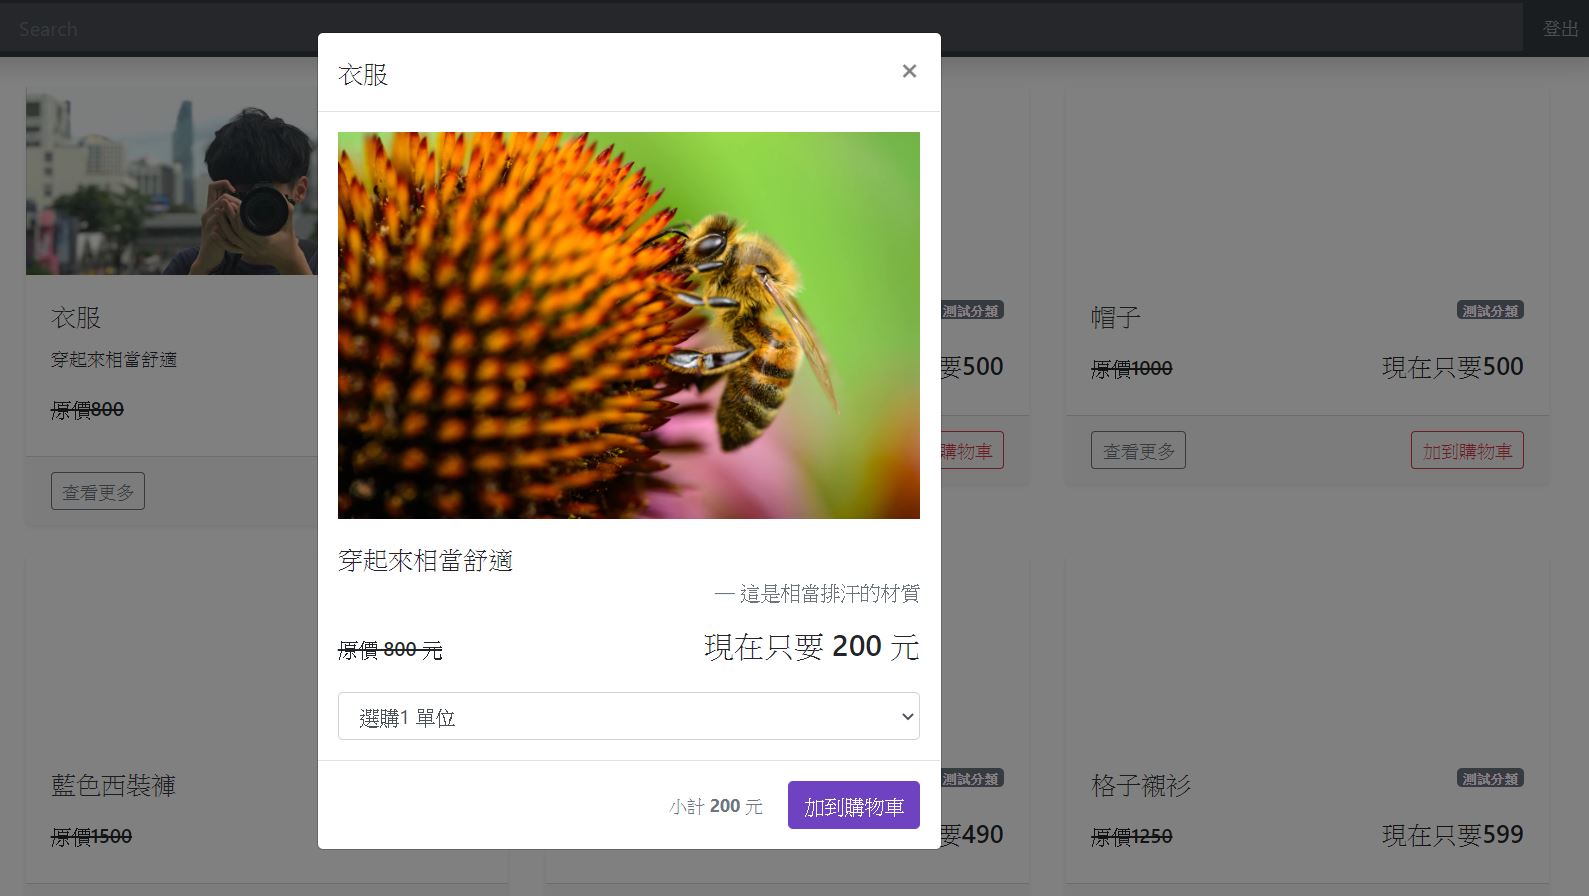 Search
登出
衣服
×
穿起來相當舒適
— 這是相當排汗的材質
原價 800 元
現在只要 200 元
選購1 單位
小計 200 元
加到購物車
衣服
穿起來相當舒適
原價800
查看更多
測試分類
要500
購物車
帽子
測試分類
原價1000
現在只要500
查看更多
加到購物車
藍色西裝褲
原價1500
測試分類
要490
格子襯衫
測試分類
原價1250
現在只要599